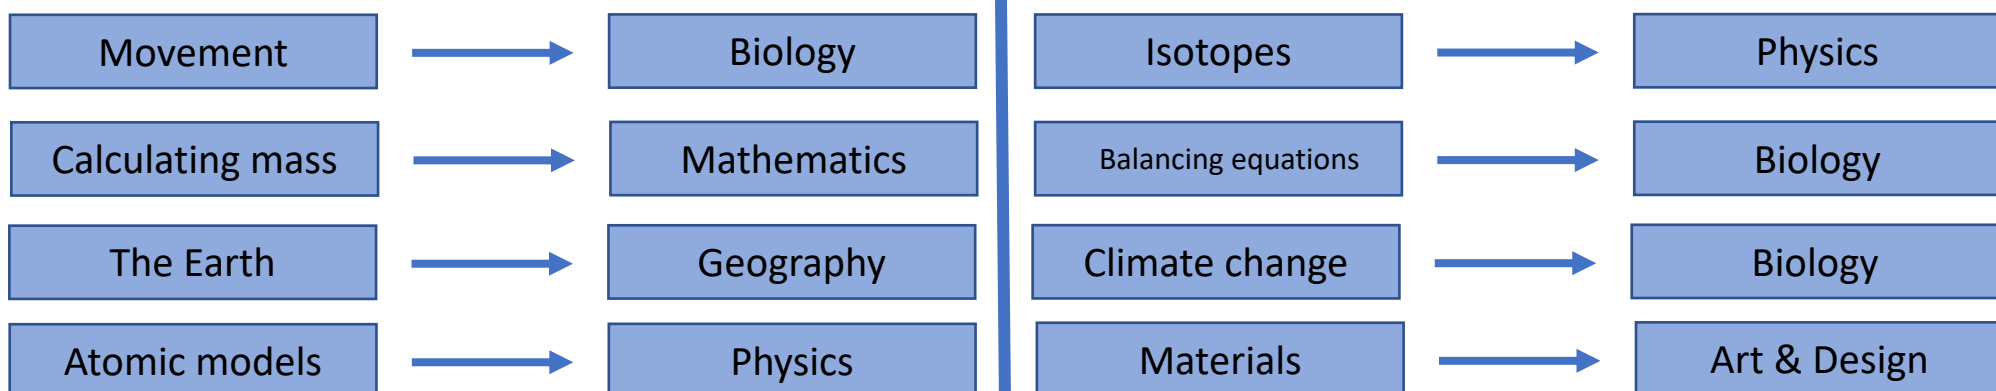 Movement
Biology
Calculating mass
Mathematics
The Earth
Geography
Atomic models
Physics
Isotopes
Physics
Balancing equations
Biology
Climate change
Biology
Materials
Art & Design